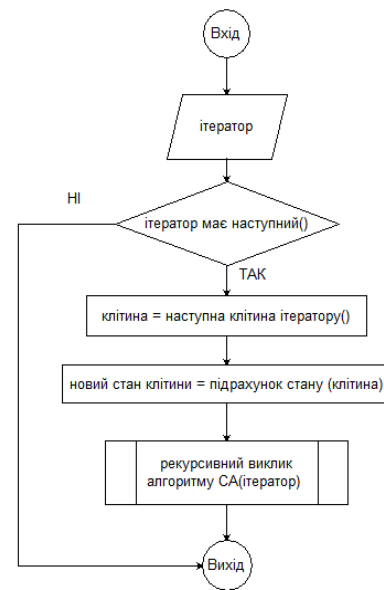 Вхід
ітератор
НІ
ітератор має наступний()
ТАК
клітина = наступна клітина ітератору()
новий стан клітини = підрахунок стану (клітина)
рекурсивний виклик
алгоритму СА(ітератор)
Вихід